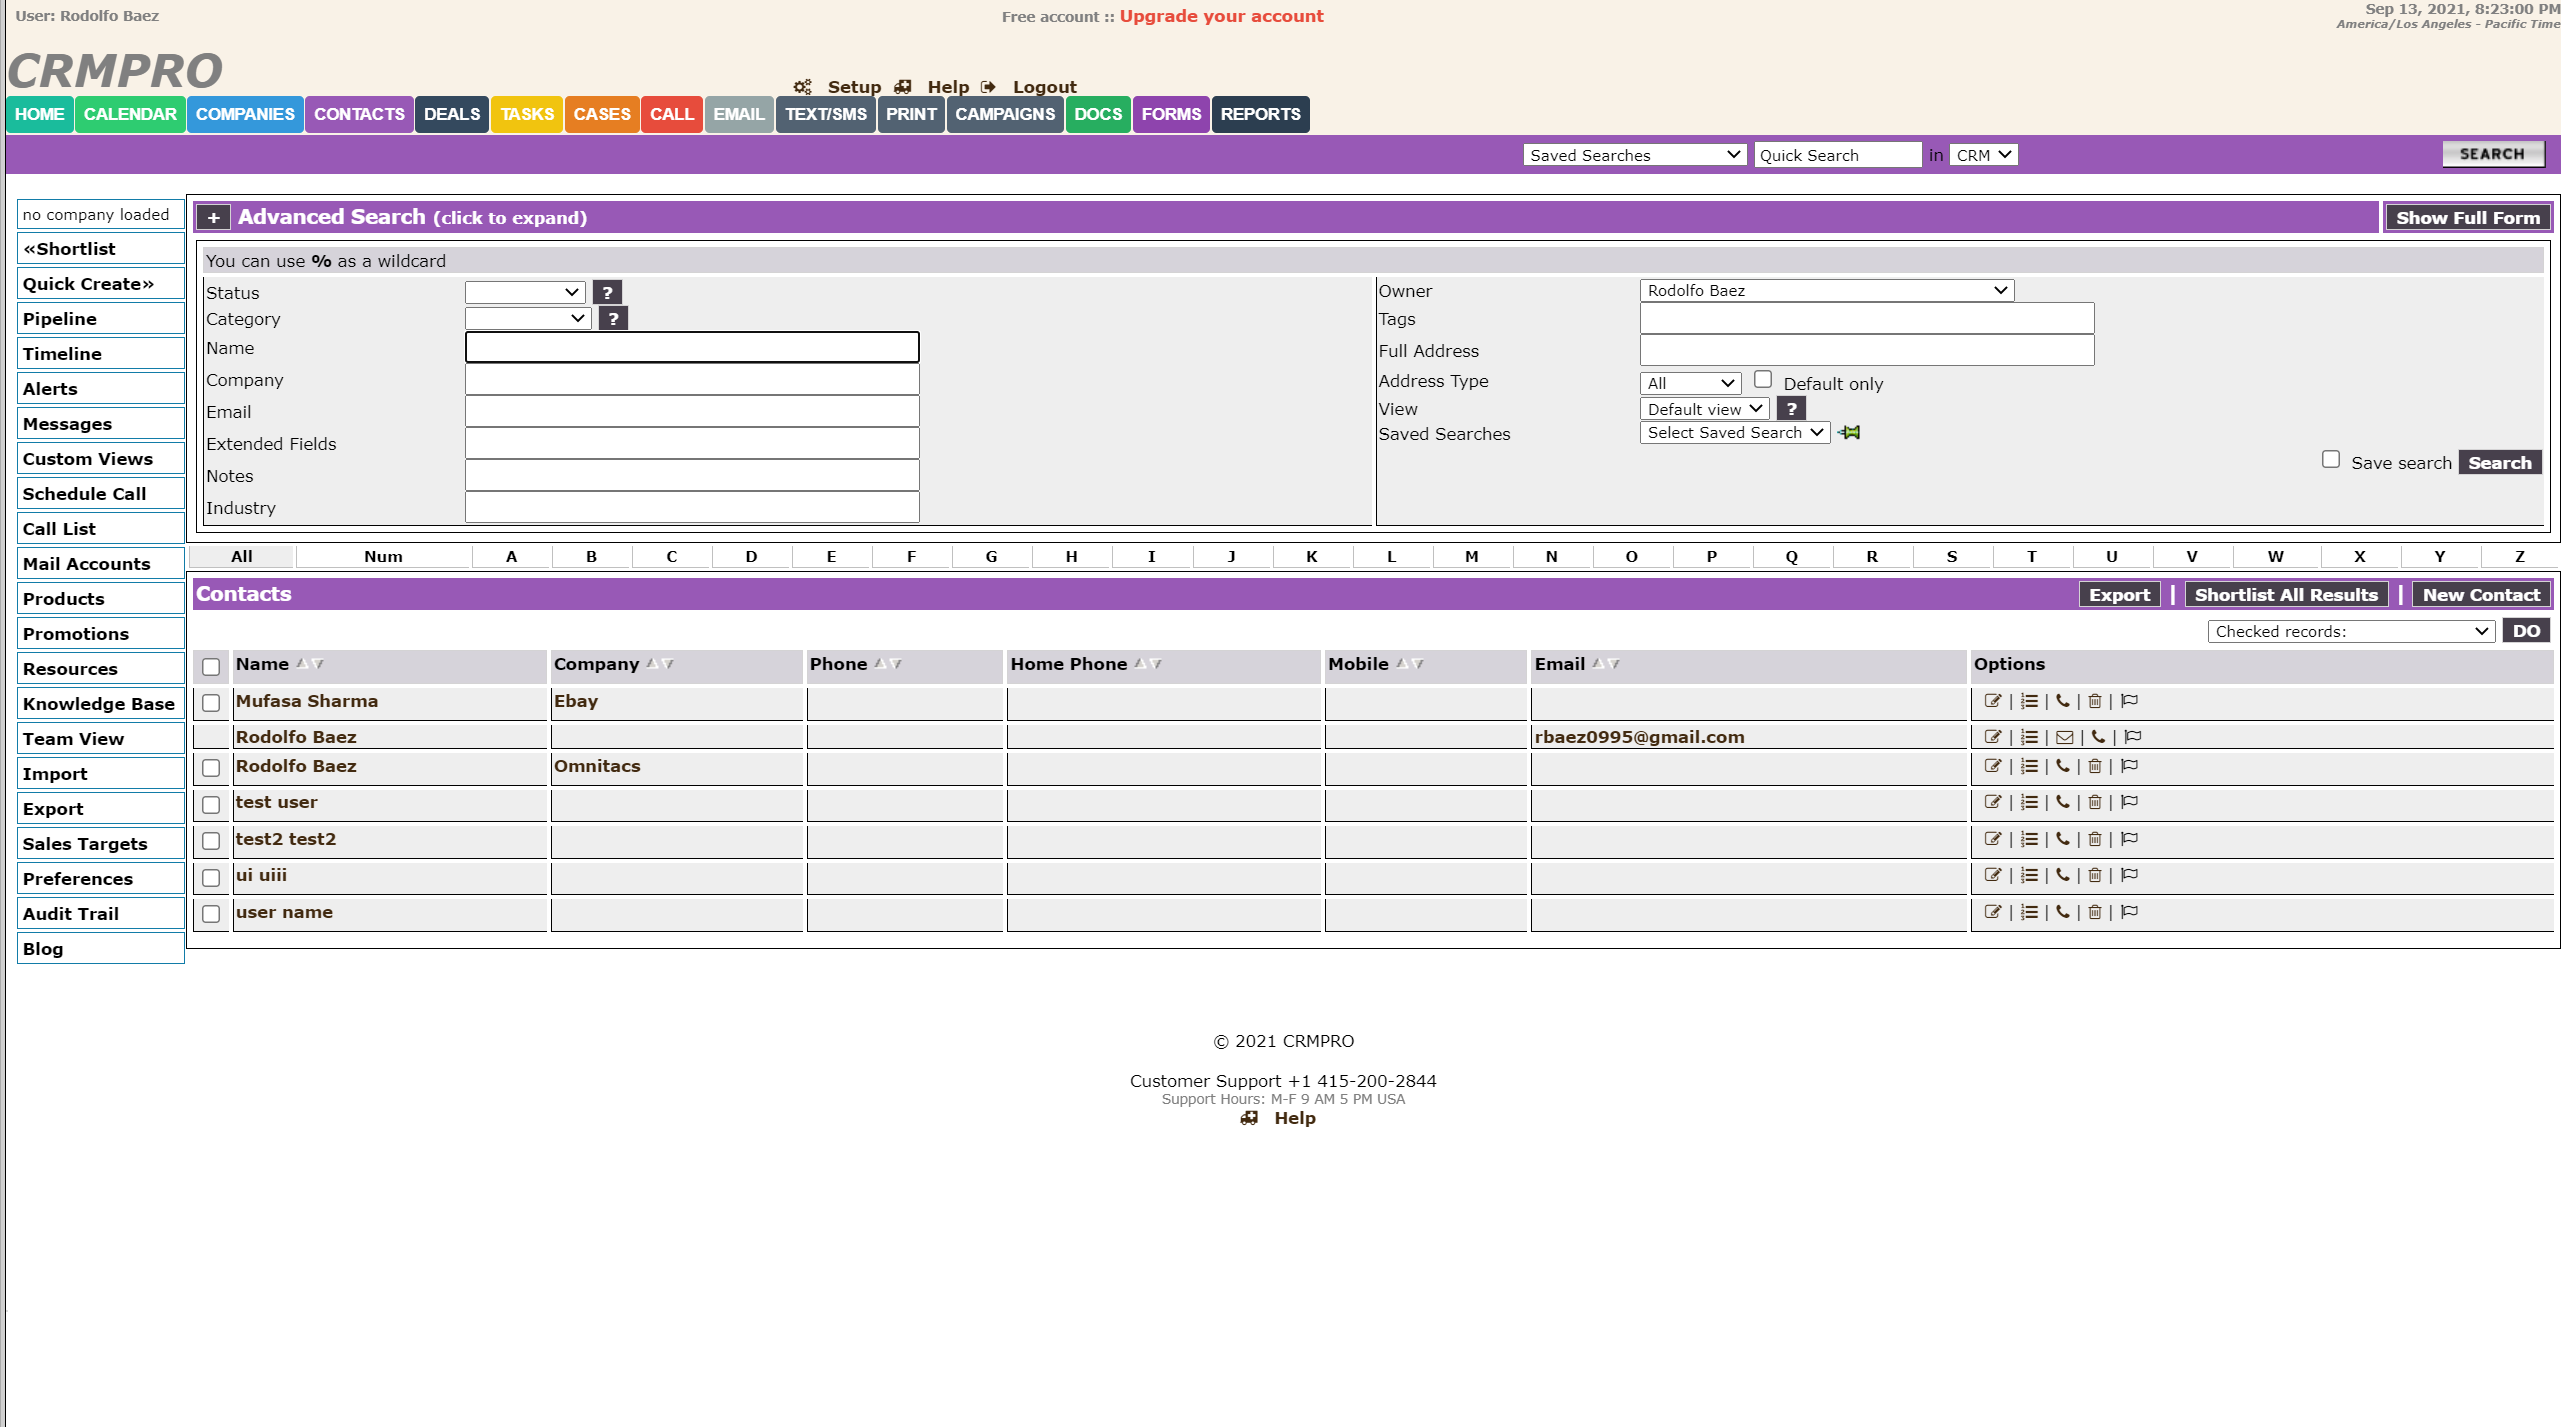 User: Rodolfo Baez
Free account :: Upgrade your account
Sep 13, 2021, 8:23:00 PM
America/Los Angeles - Pacific Time
CRMPRO
Setup Help Logout
HOME CALENDAR COMPANIES CONTACTS DEALS TASKS CASES CALL EMAIL TEXT/SMS PRINT CAMPAIGNS DOCS FORMS REPORTS
Saved Searches Quick Search in CRM SEARCH
no company loaded
«Shortlist
Quick Create»
Pipeline
Timeline
Alerts
Messages
Custom Views
Schedule Call
Call List
Mail Accounts
Products
Promotions
Resources
Knowledge Base
Team View
Import
Export
Sales Targets
Preferences
Audit Trail
Blog
+ Advanced Search (click to expand) Show Full Form
You can use % as a wildcard
Status ?
Category ?
Name
Company
Email
Extended Fields
Notes
Industry
Owner Rodolfo Baez
Tags
Full Address
Address Type All Default only
View Default view ?
Saved Searches Select Saved Search
Save search Search
All Num A B C D E F G H I J K L M N O P Q R S T U V W X Y Z
Contacts Export | Shortlist All Results | New Contact
Checked records: DO
Name Company Phone Home Phone Mobile Email Options
Mufasa Sharma Ebay | | | |
Rodolfo Baez rbaez0995@gmail.com | | | |
Rodolfo Baez Omnitacs | | | |
test user | | | |
test2 test2 | | | |
ui uiii | | | |
user name | | | |
© 2021 CRMPRO
Customer Support +1 415-200-2844
Support Hours: M-F 9 AM 5 PM USA
Help